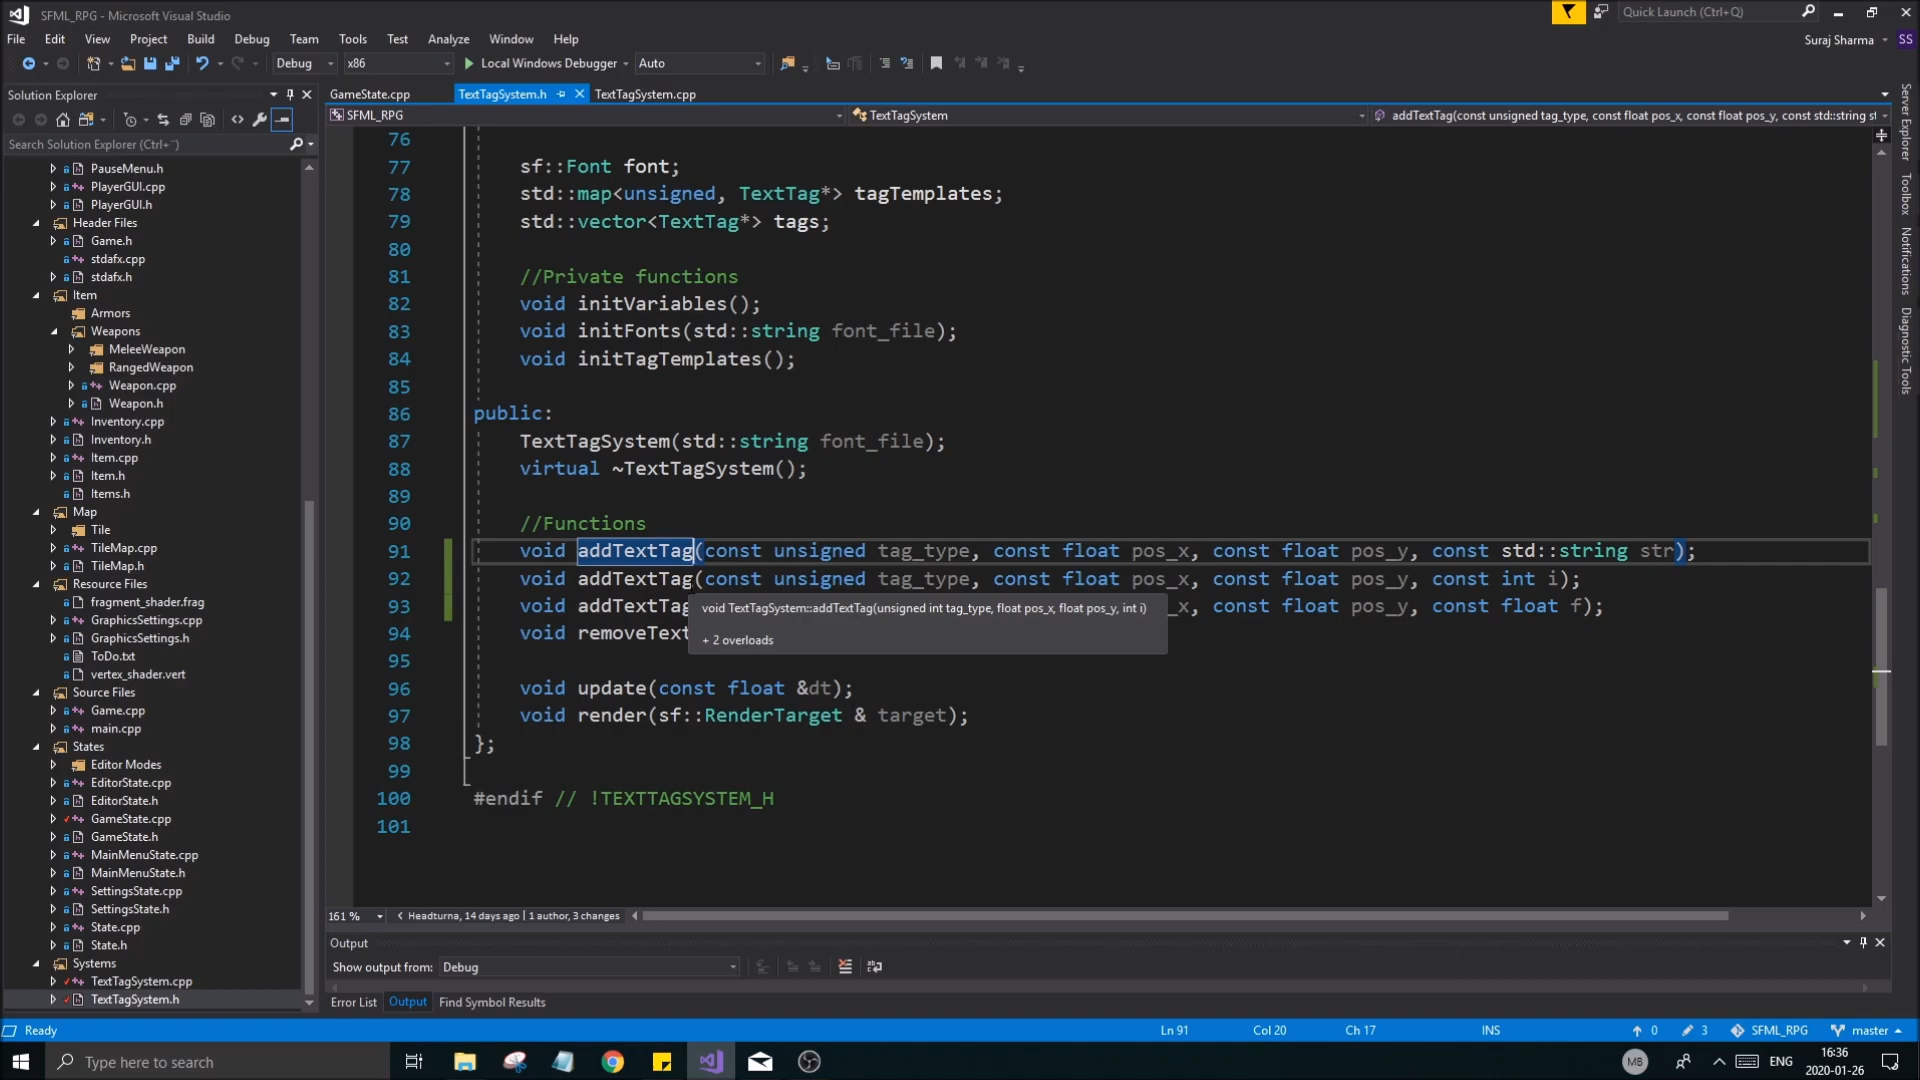 SFML_RPG - Microsoft Visual Studio
Quick Launch (Ctrl+Q)
File Edit View Project Build Debug Team Tools Test Analyze Window Help
Suraj Sharma SS
Debug x86 Local Windows Debugger Auto
Solution Explorer
GameState.cpp TextTagSystem.h TextTagSystem.cpp
SFML_RPG TextTagSystem addTextTag(const unsigned tag_type, const float pos_x, const float pos_y, const std::string st
Search Solution Explorer (Ctrl+¨)
PauseMenu.h
PlayerGUI.cpp
PlayerGUI.h
Header Files
Game.h
stdafx.cpp
stdafx.h
Item
Armors
Weapons
MeleeWeapon
RangedWeapon
Weapon.cpp
Weapon.h
Inventory.cpp
Inventory.h
Item.cpp
Item.h
Items.h
Map
Tile
TileMap.cpp
TileMap.h
Resource Files
fragment_shader.frag
GraphicsSettings.cpp
GraphicsSettings.h
ToDo.txt
vertex_shader.vert
Source Files
Game.cpp
main.cpp
States
Editor Modes
EditorState.cpp
EditorState.h
GameState.cpp
GameState.h
MainMenuState.cpp
MainMenuState.h
SettingsState.cpp
SettingsState.h
State.cpp
State.h
Systems
TextTagSystem.cpp
TextTagSystem.h
76
77 sf::Font font;
78 std::map<unsigned, TextTag*> tagTemplates;
79 std::vector<TextTag*> tags;
80
81 //Private functions
82 void initVariables();
83 void initFonts(std::string font_file);
84 void initTagTemplates();
85
86 public:
87 TextTagSystem(std::string font_file);
88 virtual ~TextTagSystem();
89
90 //Functions
91 void addTextTag(const unsigned tag_type, const float pos_x, const float pos_y, const std::string str);
92 void addTextTag(const unsigned tag_type, const float pos_x, const float pos_y, const int i);
93 void addTextTag _x, const float pos_y, const float f);
void TextTagSystem::addTextTag(unsigned int tag_type, float pos_x, float pos_y, int i)
94 void removeText
+ 2 overloads
95
96 void update(const float &dt);
97 void render(sf::RenderTarget & target);
98 };
99
100 #endif // !TEXTTAGSYSTEM_H
101
161 % Headturna, 14 days ago | 1 author, 3 changes
Output
Show output from: Debug
Error List Output Find Symbol Results
Server Explorer
Toolbox
Notifications
Diagnostic Tools
Ready Ln 91 Col 20 Ch 17 INS 0 3 SFML_RPG master
Type here to search
MB
ENG
16:36
2020-01-26